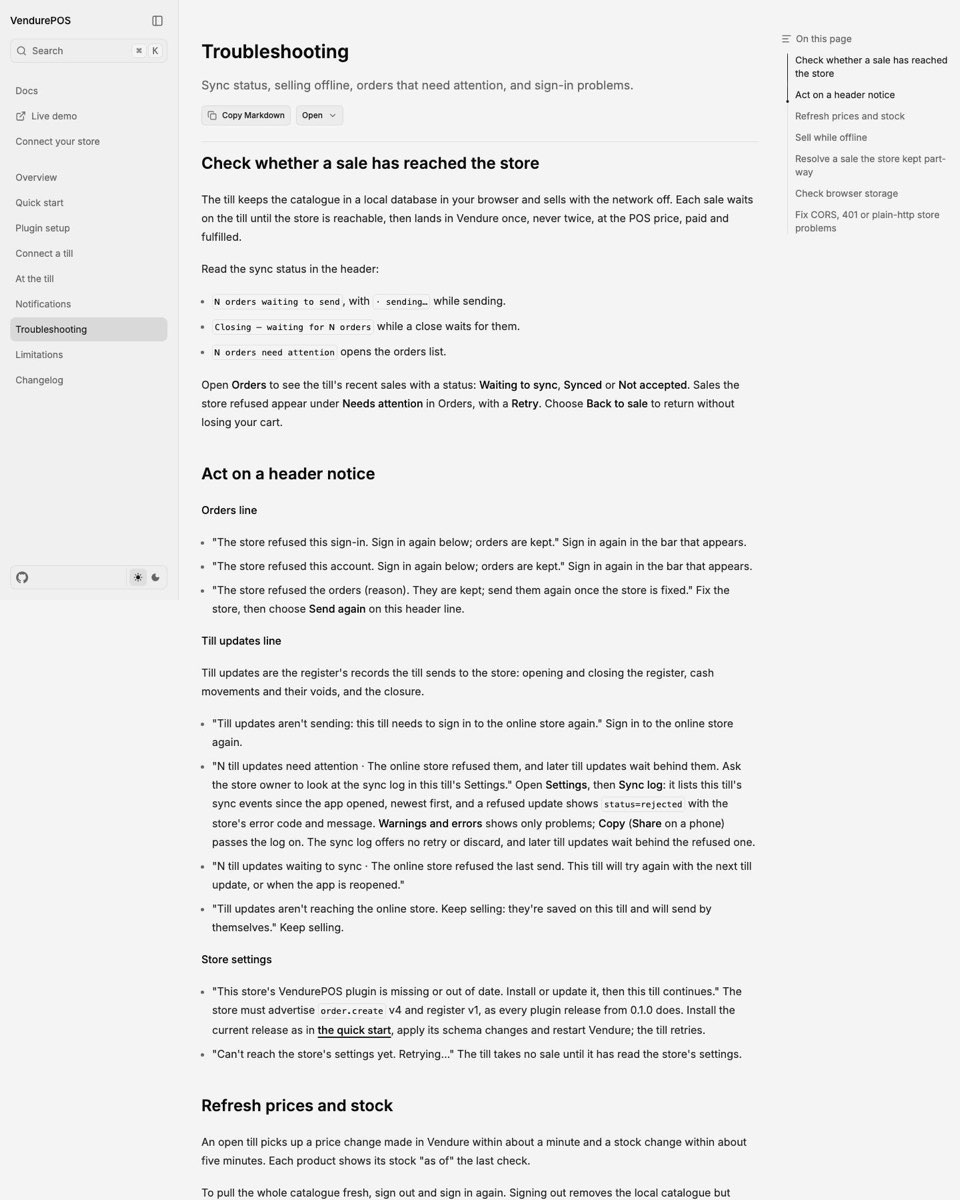 VendurePOS
Search
⌘ K
Docs
Live demo
Connect your store
Overview
Quick start
Plugin setup
Connect a till
At the till
Notifications
Troubleshooting
Limitations
Changelog
Troubleshooting
Sync status, selling offline, orders that need attention, and sign-in problems.
Copy Markdown
Open
Check whether a sale has reached the store
The till keeps the catalogue in a local database in your browser and sells with the network off. Each sale waits
on the till until the store is reachable, then lands in Vendure once, never twice, at the POS price, paid and
fulfilled.
Read the sync status in the header:
• N orders waiting to send, with · sending… while sending.
• Closing — waiting for N orders while a close waits for them.
• N orders need attention opens the orders list.
Open Orders to see the till's recent sales with a status: Waiting to sync, Synced or Not accepted. Sales the
store refused appear under Needs attention in Orders, with a Retry. Choose Back to sale to return without
losing your cart.
Act on a header notice
Orders line
• "The store refused this sign-in. Sign in again below; orders are kept." Sign in again in the bar that appears.
• "The store refused this account. Sign in again below; orders are kept." Sign in again in the bar that appears.
• "The store refused the orders (reason). They are kept; send them again once the store is fixed." Fix the
store, then choose Send again on this header line.
Till updates line
Till updates are the register's records the till sends to the store: opening and closing the register, cash
movements and their voids, and the closure.
• "Till updates aren't sending: this till needs to sign in to the online store again." Sign in to the online store
again.
• "N till updates need attention · The online store refused them, and later till updates wait behind them. Ask
the store owner to look at the sync log in this till's Settings." Open Settings, then Sync log: it lists this till's
sync events since the app opened, newest first, and a refused update shows status=rejected with the
store's error code and message. Warnings and errors shows only problems; Copy (Share on a phone)
passes the log on. The sync log offers no retry or discard, and later till updates wait behind the refused one.
• "N till updates waiting to sync · The online store refused the last send. This till will try again with the next till
update, or when the app is reopened."
• "Till updates aren't reaching the online store. Keep selling: they're saved on this till and will send by
themselves." Keep selling.
Store settings
• "This store's VendurePOS plugin is missing or out of date. Install or update it, then this till continues." The
store must advertise order.create v4 and register v1, as every plugin release from 0.1.0 does. Install the
current release as in the quick start, apply its schema changes and restart Vendure; the till retries.
• "Can't reach the store's settings yet. Retrying…" The till takes no sale until it has read the store's settings.
Refresh prices and stock
An open till picks up a price change made in Vendure within about a minute and a stock change within about
five minutes. Each product shows its stock "as of" the last check.
To pull the whole catalogue fresh, sign out and sign in again. Signing out removes the local catalogue but
On this page
Check whether a sale has reached
the store
Act on a header notice
Refresh prices and stock
Sell while offline
Resolve a sale the store kept part-
way
Check browser storage
Fix CORS, 401 or plain-http store
problems